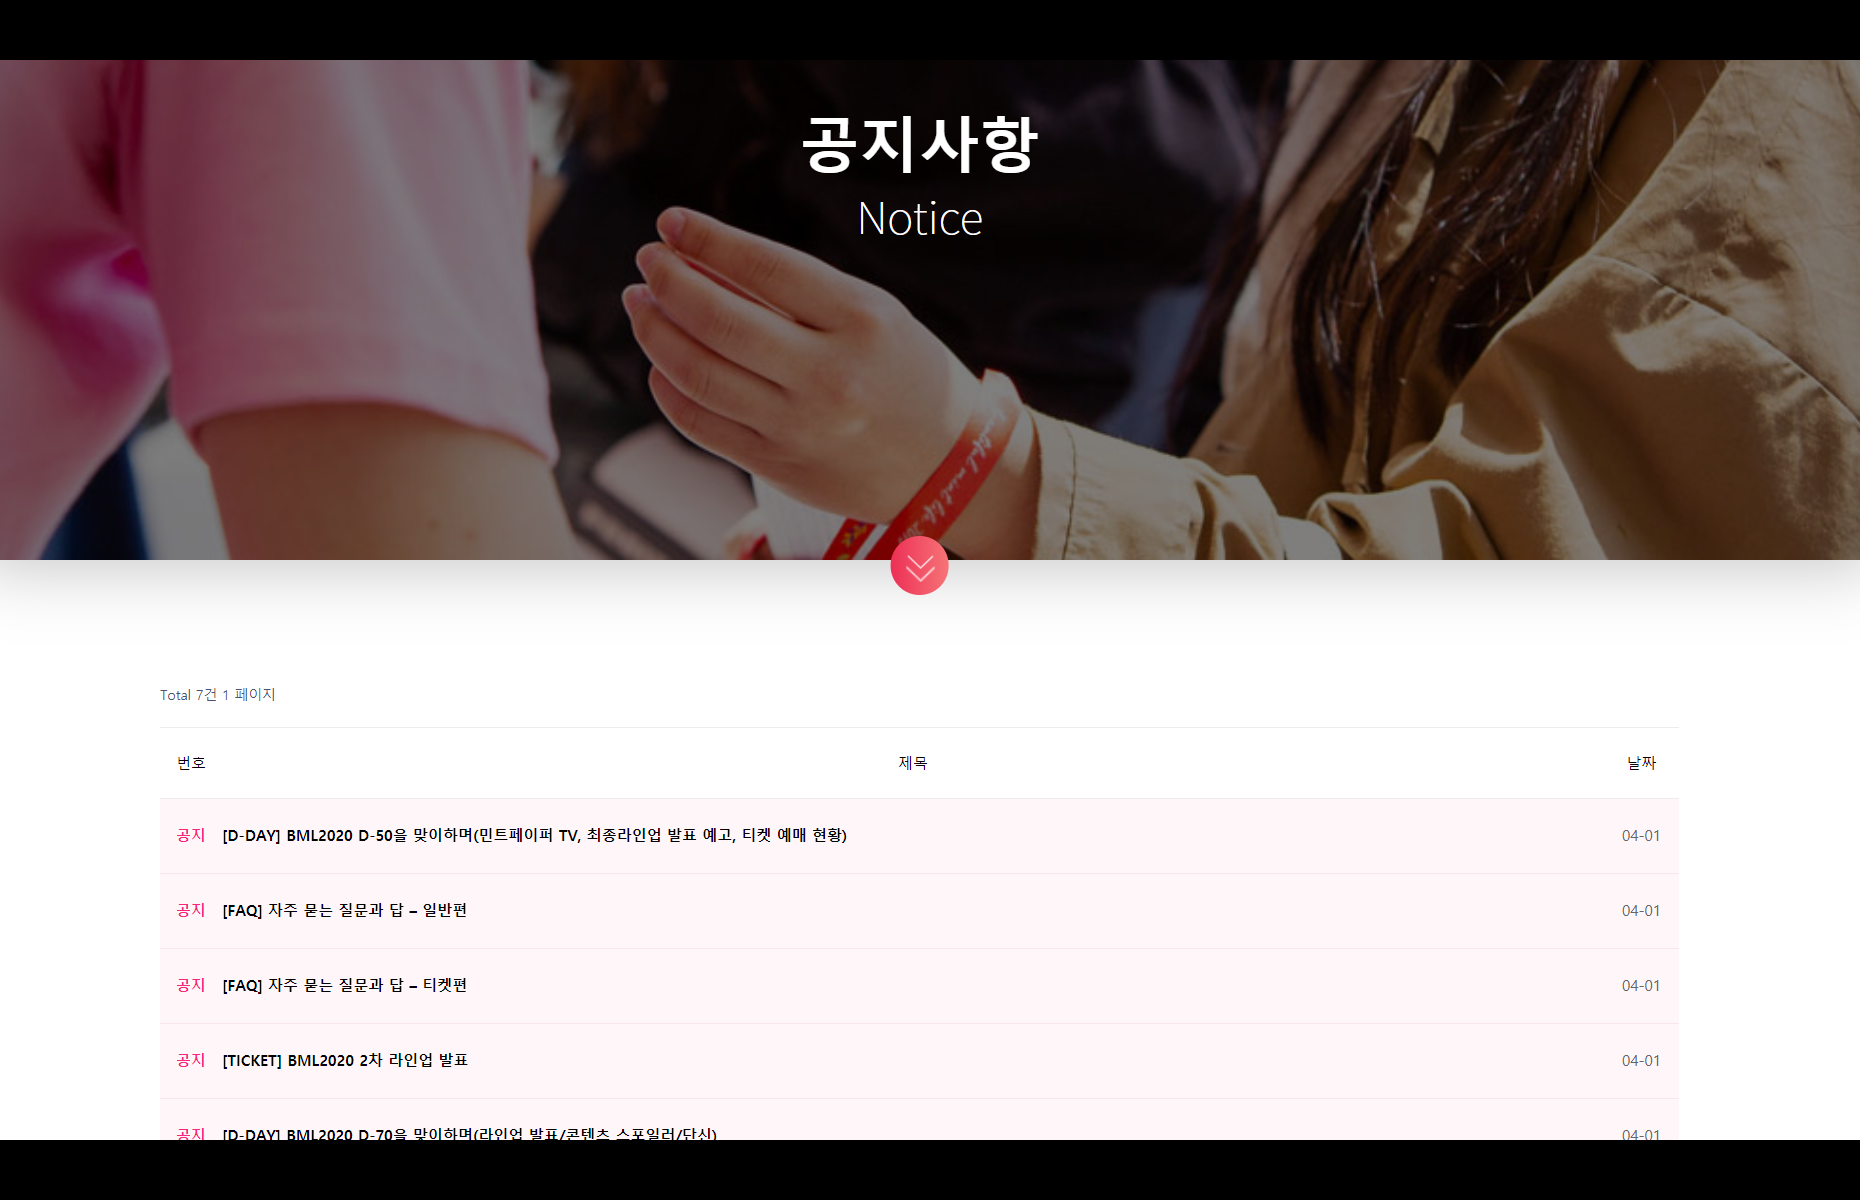 공지사항
Notice
Beautiful mint life
Total 7건 1 페이지
번호 제목 날짜
공지 [D-DAY] BML2020 D-50을 맞이하며(민트페이퍼 TV, 최종라인업 발표 예고, 티켓 예매 현황) 04-01
공지 [FAQ] 자주 묻는 질문과 답 – 일반편 04-01
공지 [FAQ] 자주 묻는 질문과 답 – 티켓편 04-01
공지 [TICKET] BML2020 2차 라인업 발표 04-01
공지 [D-DAY] BML2020 D-70을 맞이하며(라인업 발표/콘텐츠 스포일러/단신) 04-01